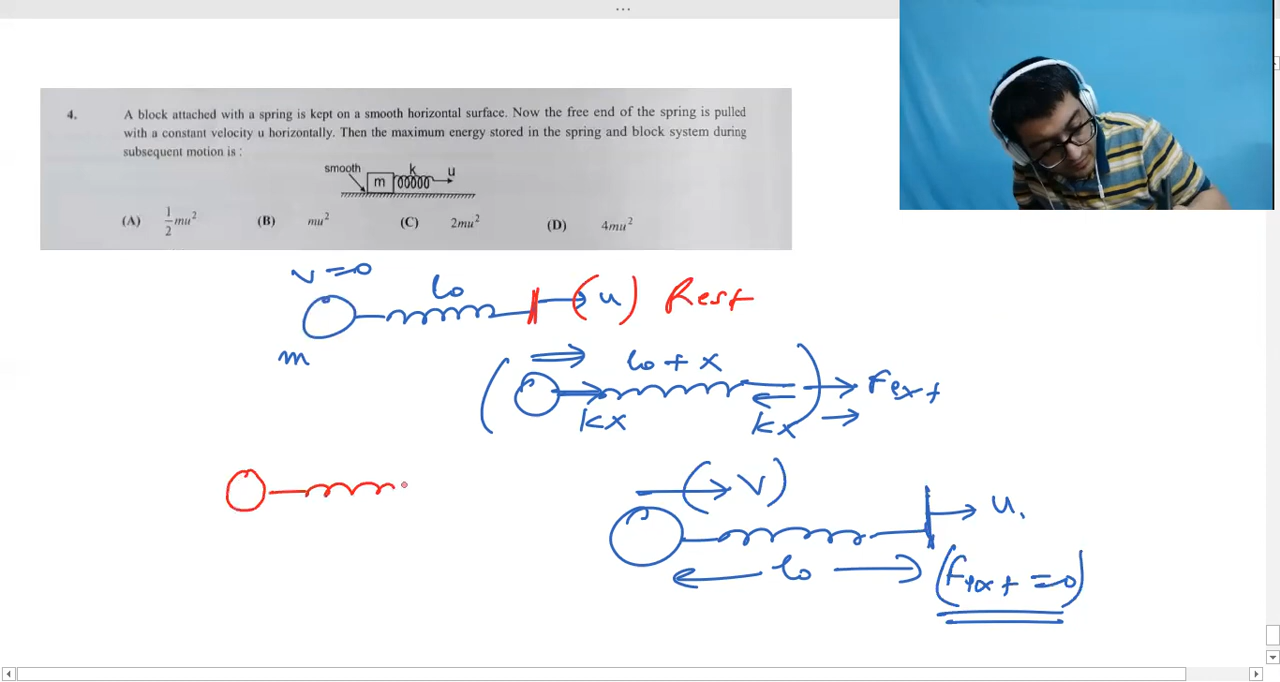 4. A block attached with a spring is kept on a smooth horizontal surface. Now the free end of the spring is pulled
with a constant velocity u horizontally. Then the maximum energy stored in the spring and block system during
subsequent motion is :
smooth k u
m
(A) 1/2 mu² (B) mu² (C) 2mu² (D) 4mu²
v = 0
l₀ (u) Rest
m
l₀ + x
Fext
kx kx
(v)
u
l₀ (Fext = 0)